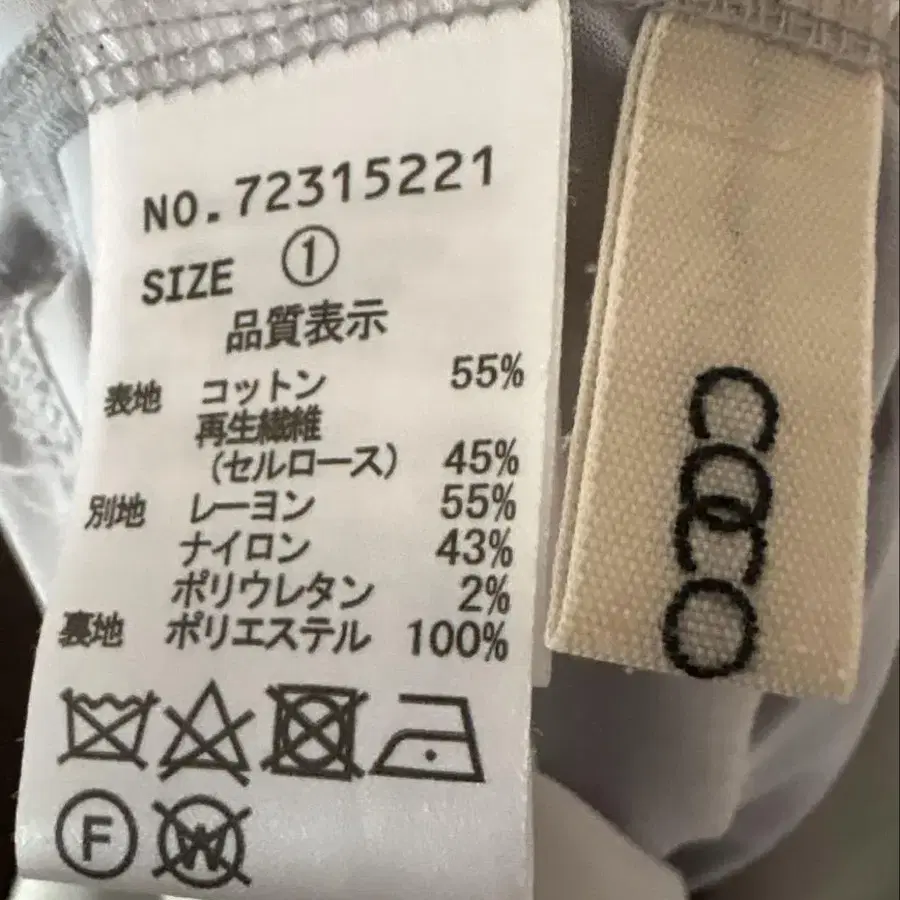 NO.72315221
SIZE ①
品質表示
表地 コットン 55%
再生繊維
(セルロース) 45%
別地 レーヨン 55%
ナイロン 43%
ポリウレタン 2%
裏地 ポリエステル 100%
F W
COCO